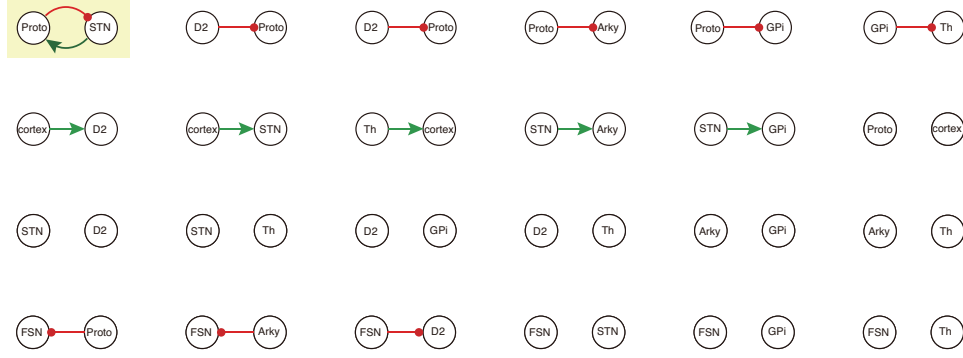 Proto STN D2 Proto D2 Proto Proto Arky Proto GPi GPi Th
cortex D2 cortex STN Th cortex STN Arky STN GPi Proto cortex
STN D2 STN Th D2 GPi D2 Th Arky GPi Arky Th
FSN Proto FSN Arky FSN D2 FSN STN FSN GPi FSN Th